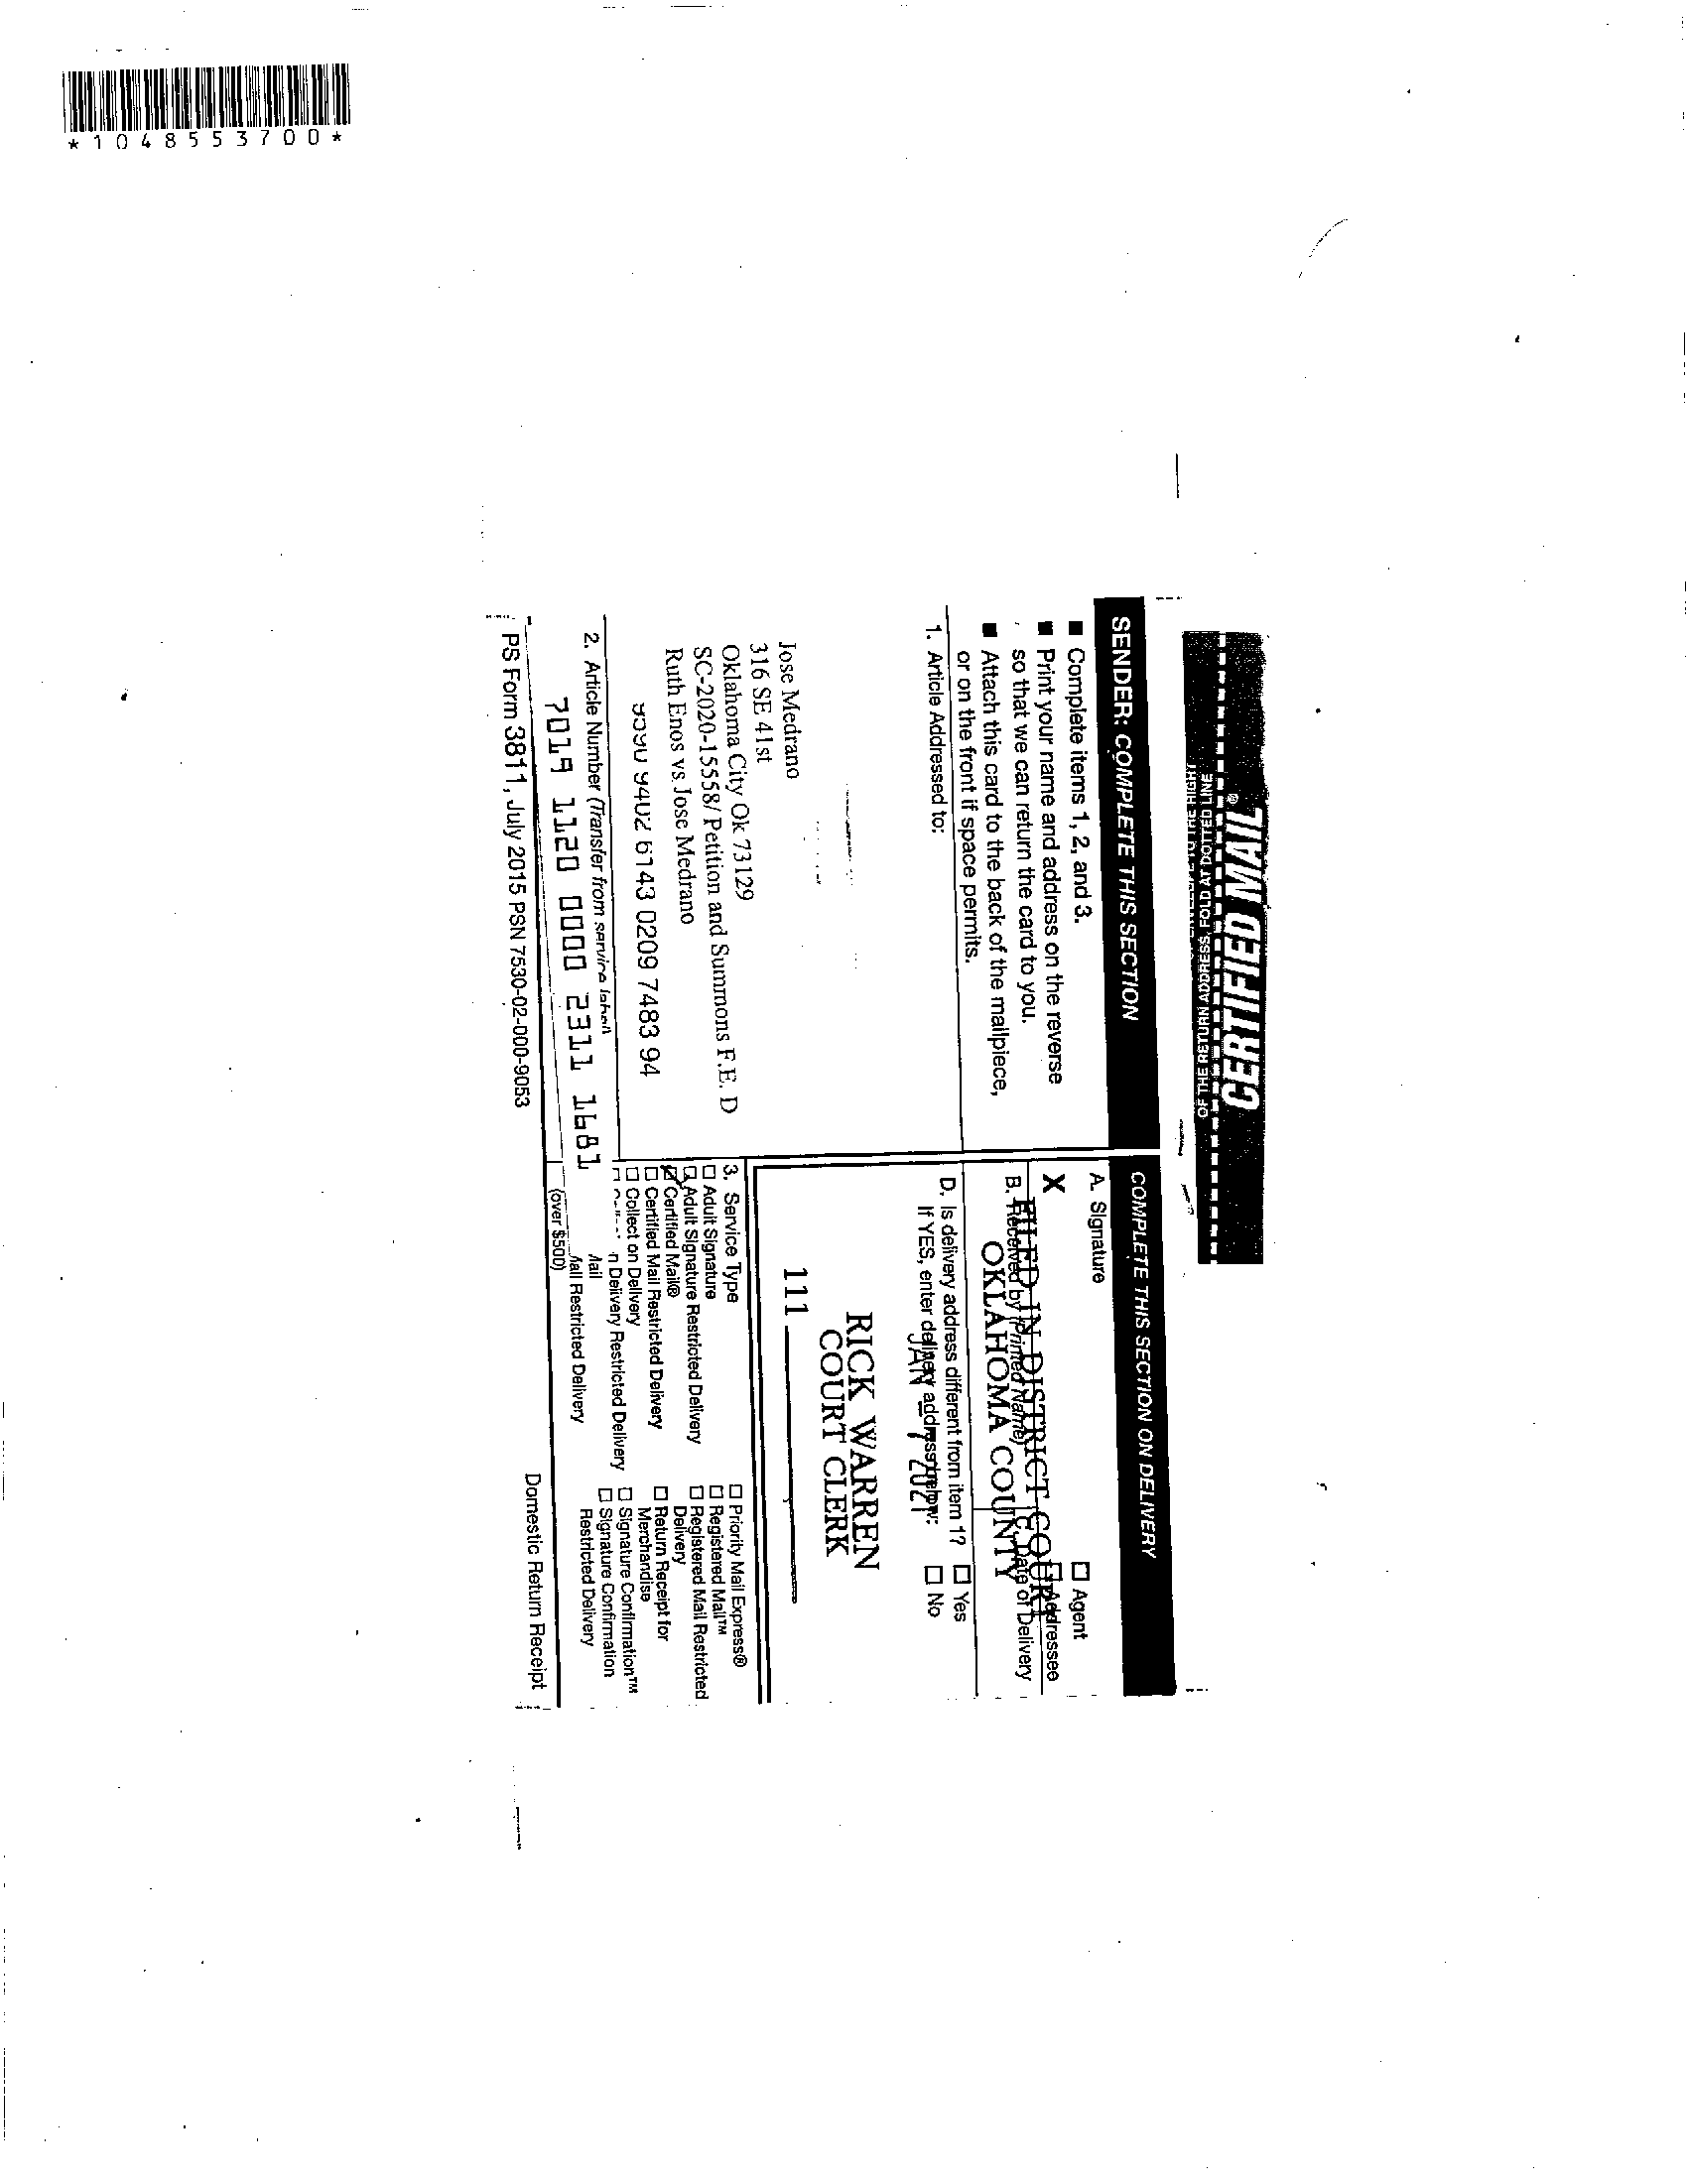 *1048553700*
CERTIFIED MAIL®
OF THE RETURN ADDRESS, FOLD AT DOTTED LINE
SENDER: COMPLETE THIS SECTION
■ Complete items 1, 2, and 3.
■ Print your name and address on the reverse
so that we can return the card to you.
■ Attach this card to the back of the mailpiece,
or on the front if space permits.
1. Article Addressed to:
Jose Medrano
316 SE 41st
Oklahoma City Ok 73129
SC-2020-15558/ Petition and Summons F.E. D
Ruth Enos vs. Jose Medrano
9402 6143 0209 7483 94
2. Article Number (Transfer from service label)
7019 1120 0000 2311 1681
PS Form 3811, July 2015 PSN 7530-02-000-9053
COMPLETE THIS SECTION ON DELIVERY
A. Signature
X
□ Agent
□ Addressee
B. Received by (Printed Name)
C. Date of Delivery
FILED IN DISTRICT COURT
OKLAHOMA COUNTY
D. Is delivery address different from item 1? □ Yes
If YES, enter delivery address below: □ No
JAN - 7 2021
RICK WARREN
COURT CLERK
111
3. Service Type
□ Adult Signature
□ Adult Signature Restricted Delivery
□ Certified Mail®
□ Certified Mail Restricted Delivery
□ Collect on Delivery
n Delivery Restricted Delivery
Mail
Mail Restricted Delivery
(over $500)
□ Priority Mail Express®
□ Registered Mail™
□ Registered Mail Restricted
Delivery
□ Return Receipt for
Merchandise
□ Signature Confirmation™
□ Signature Confirmation
Restricted Delivery
Domestic Return Receipt